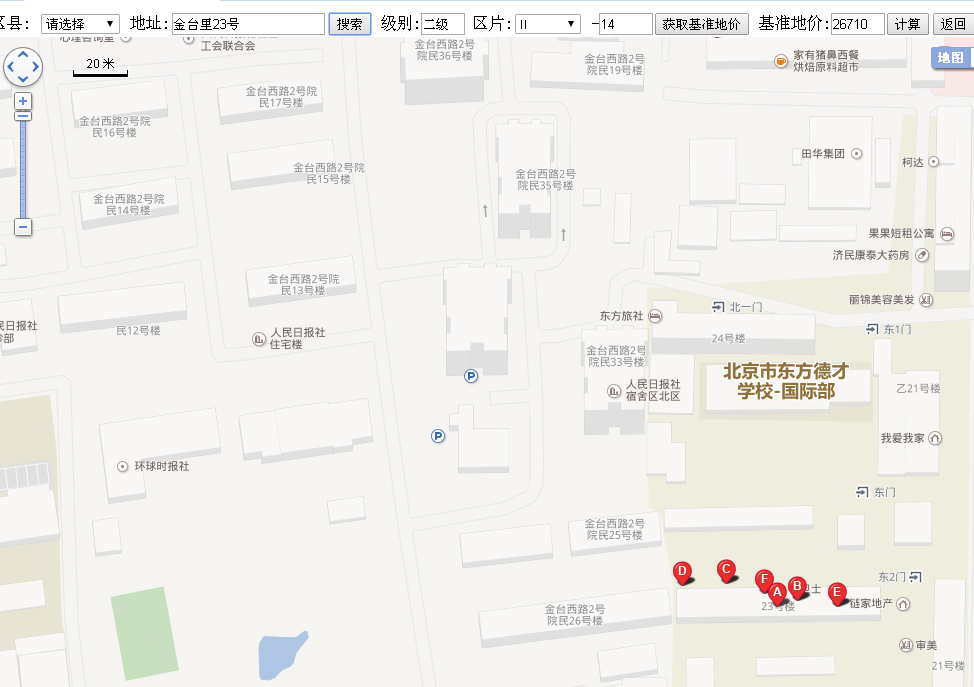 区县: 请选择 地址: 金台里23号 搜索 级别: 二级 区片: II －14 获取基准地价 基准地价: 26710 计算 返回
心理咨询室
工会联合会
20 米
金台西路2号
院民36号楼
金台西路2号
院民19号楼
家有猪鼻西餐
烘焙原料超市
地图
金台西路2号院
民16号楼
金台西路2号院
民17号楼
金台西路2号院
民15号楼
金台西路2号
院民35号楼
田华集团
柯达
金台西路2号院
民14号楼
果果短租公寓
济民康泰大药房
金台西路2号院
民13号楼
丽锦美容美发
民日报社
民12号楼
人民日报社
住宅楼
东方旅社
北一门
东1门
24号楼
金台西路2号
院民33号楼
北京市东方德才
学校-国际部
人民日报社
宿舍区北区
乙21号楼
P
P
我爱我家
环球时报社
东门
金台西路2号
院民25号楼
D
C
F
A
B
E
士
东2门
23号楼
链家地产
金台西路2号
院民26号楼
审美
21号楼